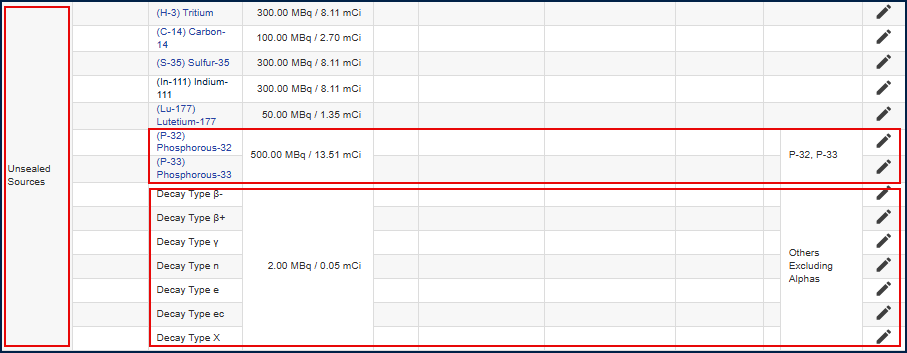 (H-3) Tritium 300.00 MBq / 8.11 mCi
(C-14) Carbon-
14
100.00 MBq / 2.70 mCi
(S-35) Sulfur-35 300.00 MBq / 8.11 mCi
(In-111) Indium-
111
300.00 MBq / 8.11 mCi
(Lu-177)
Lutetium-177
50.00 MBq / 1.35 mCi
Unsealed
Sources
(P-32)
Phosphorous-32
(P-33)
Phosphorous-33
500.00 MBq / 13.51 mCi
P-32, P-33
Decay Type β-
Decay Type β+
Decay Type γ
Decay Type n
Decay Type e
Decay Type ec
Decay Type X
2.00 MBq / 0.05 mCi
Others
Excluding
Alphas